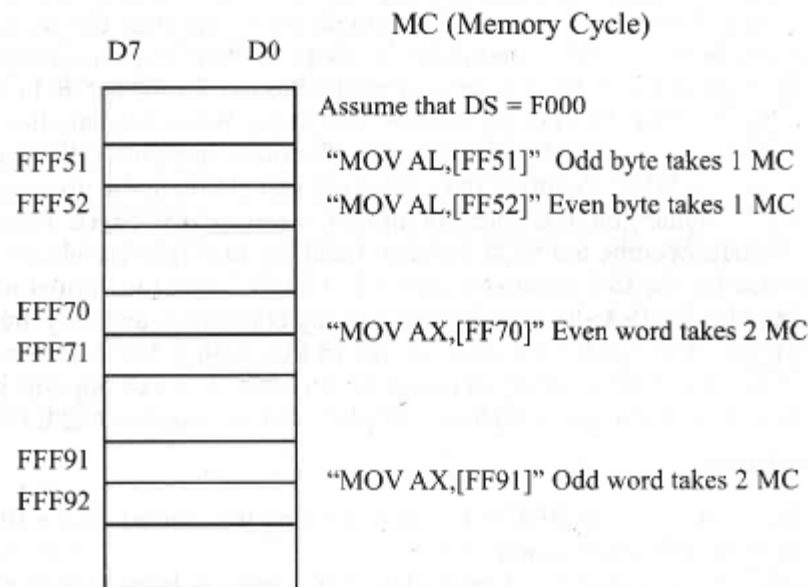 MC (Memory Cycle)
D7 D0
Assume that DS = F000
FFF51 "MOV AL,[FF51]" Odd byte takes 1 MC
FFF52 "MOV AL,[FF52]" Even byte takes 1 MC
FFF70
"MOV AX,[FF70]" Even word takes 2 MC
FFF71
FFF91
"MOV AX,[FF91]" Odd word takes 2 MC
FFF92